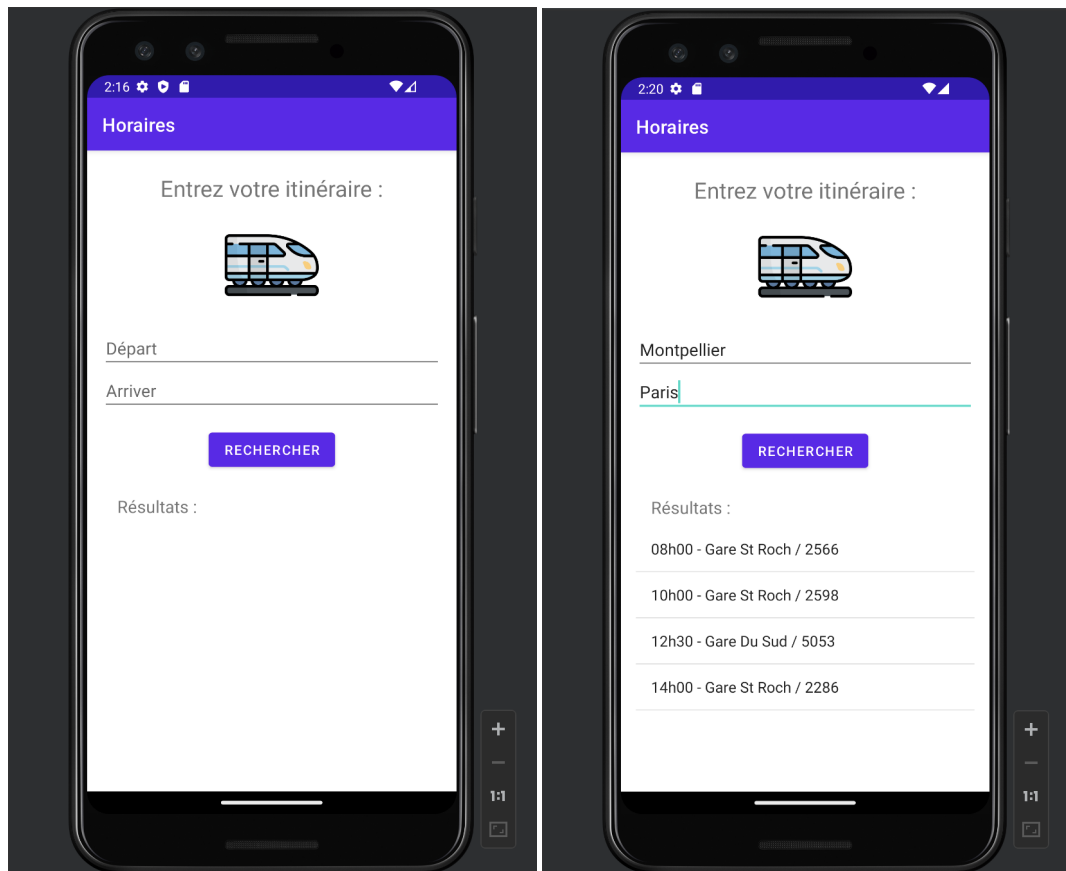 2:16
Horaires
Entrez votre itinéraire :
Départ
Arriver
RECHERCHER
Résultats :
1:1
2:20
Horaires
Entrez votre itinéraire :
Montpellier
Paris
RECHERCHER
Résultats :
08h00 - Gare St Roch / 2566
10h00 - Gare St Roch / 2598
12h30 - Gare Du Sud / 5053
14h00 - Gare St Roch / 2286
1:1